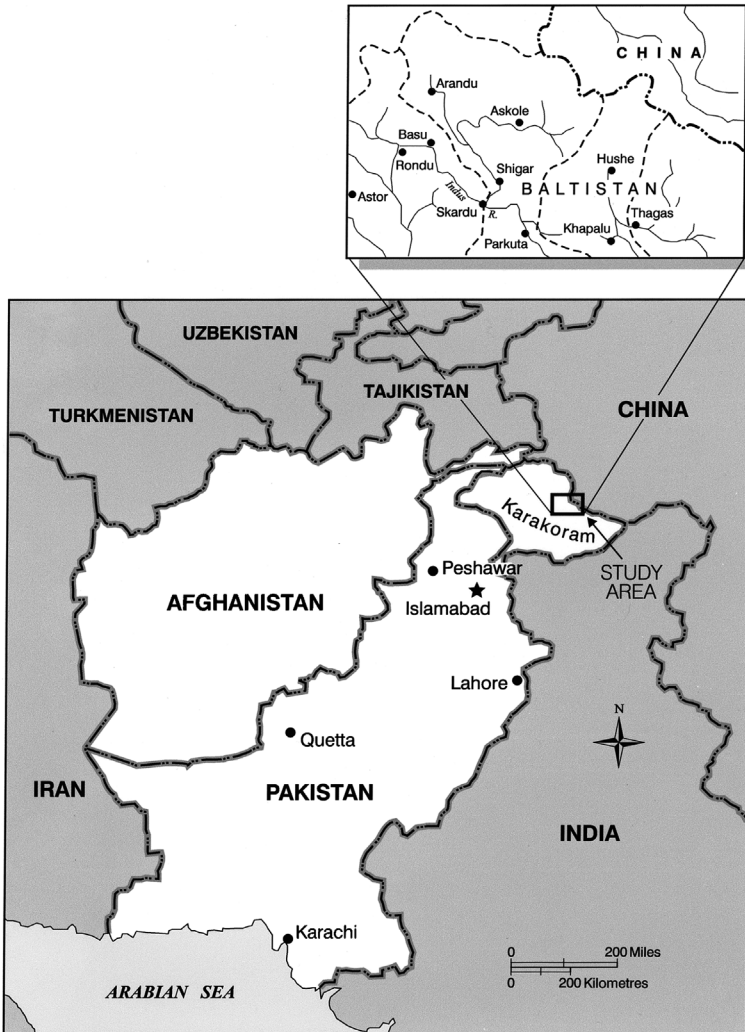 CHINA
Arandu
Askole
Basu
Rondu
Shigar
Hushe
BALTISTAN
Indus
R.
Astor
Skardu
Thagas
Khapalu
Parkuta
UZBEKISTAN
TAJIKISTAN
TURKMENISTAN
CHINA
Karakoram
STUDY
AREA
Peshawar
Islamabad
AFGHANISTAN
Lahore
N
Quetta
IRAN
PAKISTAN
INDIA
Karachi
0 200 Miles
0 200 Kilometres
ARABIAN SEA